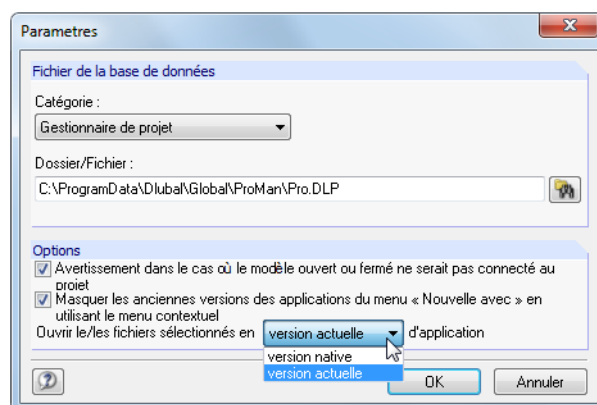 Parametres
Fichier de la base de données
Catégorie :
Gestionnaire de projet
Dossier/Fichier :
C:\ProgramData\Dlubal\Global\ProMan\Pro.DLP
Options
Avertissement dans le cas où le modèle ouvert ou fermé ne serait pas connecté au
projet
Masquer les anciennes versions des applications du menu « Nouvelle avec » en
utilisant le menu contextuel
Ouvrir le/les fichiers sélectionnés en version actuelle d'application
version native
version actuelle
OK Annuler